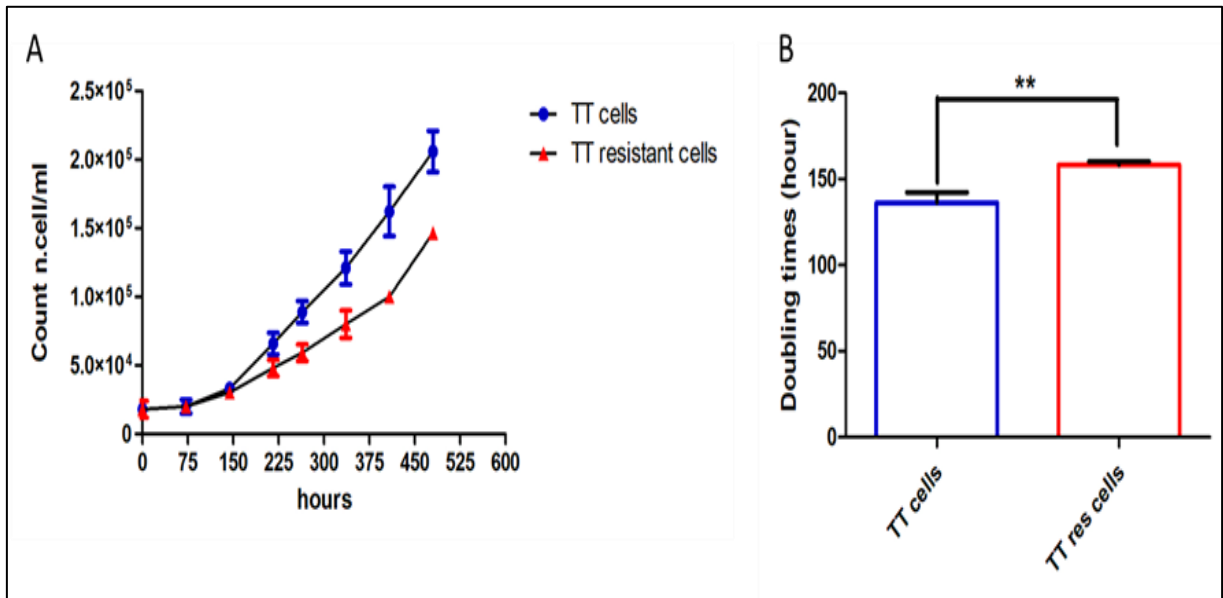 A
Count n.cell/ml
2.5×10⁵
2.0×10⁵
1.5×10⁵
1.0×10⁵
5.0×10⁴
0
0 75 150 225 300 375 450 525 600
hours
TT cells
TT resistant cells
B
**
Doubling times (hour)
200
150
100
50
0
TT cells
TT res cells